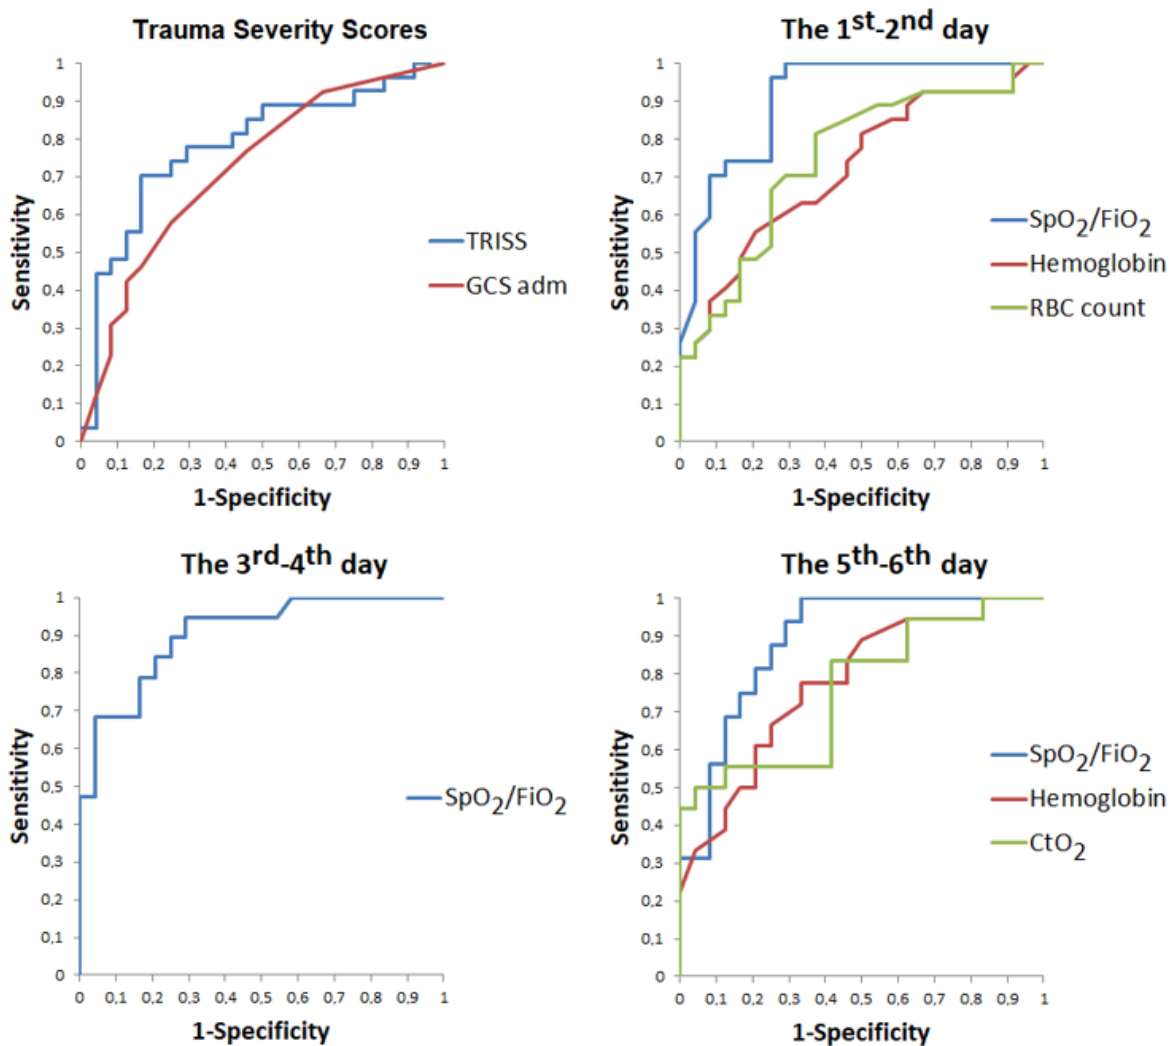 Trauma Severity Scores
Sensitivity
1
0,9
0,8
0,7
0,6
0,5
0,4
0,3
0,2
0,1
0
0 0,1 0,2 0,3 0,4 0,5 0,6 0,7 0,8 0,9 1
1-Specificity
TRISS
GCS adm
The 1st-2nd day
Sensitivity
1
0,9
0,8
0,7
0,6
0,5
0,4
0,3
0,2
0,1
0
0 0,1 0,2 0,3 0,4 0,5 0,6 0,7 0,8 0,9 1
1-Specificity
SpO2/FiO2
Hemoglobin
RBC count
The 3rd-4th day
Sensitivity
1
0,9
0,8
0,7
0,6
0,5
0,4
0,3
0,2
0,1
0
0 0,1 0,2 0,3 0,4 0,5 0,6 0,7 0,8 0,9 1
1-Specificity
SpO2/FiO2
The 5th-6th day
Sensitivity
1
0,9
0,8
0,7
0,6
0,5
0,4
0,3
0,2
0,1
0
0 0,1 0,2 0,3 0,4 0,5 0,6 0,7 0,8 0,9 1
1-Specificity
SpO2/FiO2
Hemoglobin
CtO2